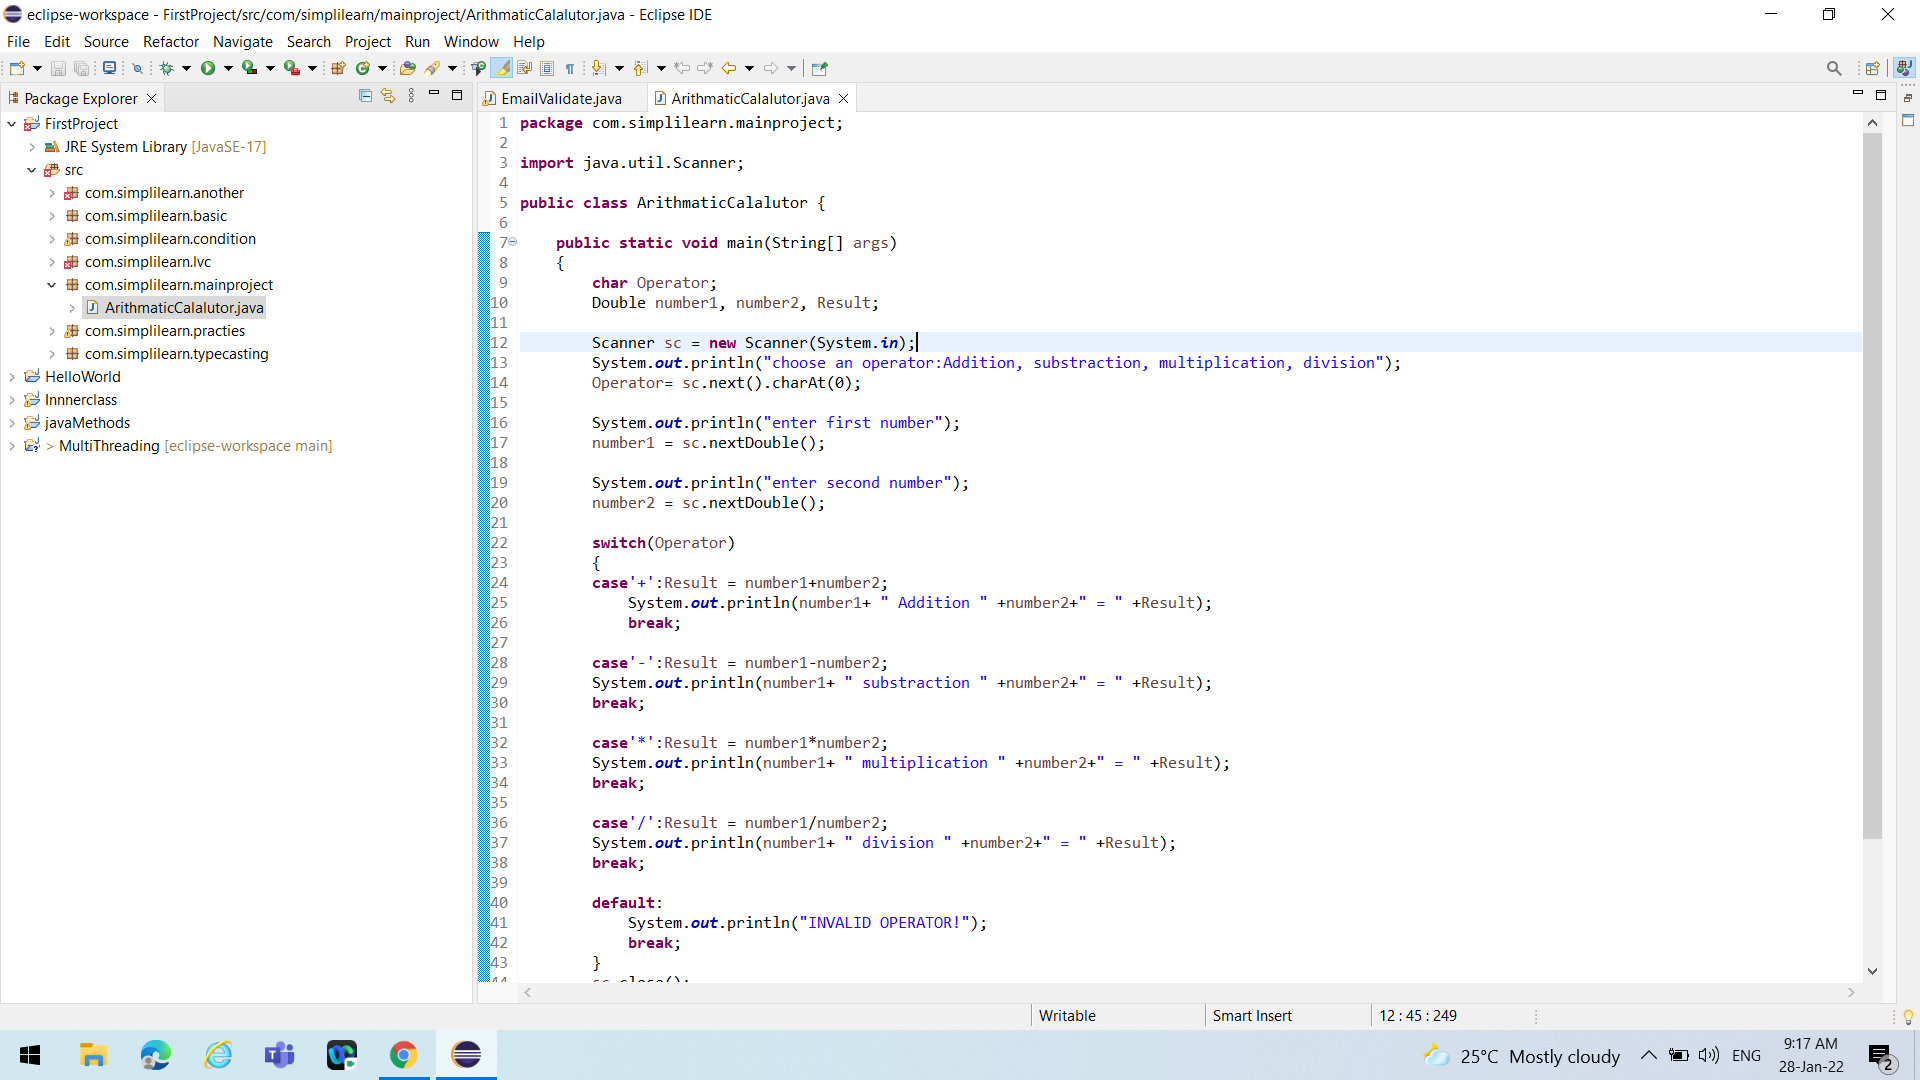 eclipse-workspace - FirstProject/src/com/simplilearn/mainproject/ArithmaticCalalutor.java - Eclipse IDE
File Edit Source Refactor Navigate Search Project Run Window Help
Package Explorer
FirstProject
JRE System Library [JavaSE-17]
src
com.simplilearn.another
com.simplilearn.basic
com.simplilearn.condition
com.simplilearn.lvc
com.simplilearn.mainproject
ArithmaticCalalutor.java
com.simplilearn.practies
com.simplilearn.typecasting
HelloWorld
Innnerclass
javaMethods
> MultiThreading [eclipse-workspace main]
EmailValidate.java
ArithmaticCalalutor.java
1 package com.simplilearn.mainproject;
2
3 import java.util.Scanner;
4
5 public class ArithmaticCalalutor {
6
7 public static void main(String[] args)
8 {
9 char Operator;
10 Double number1, number2, Result;
11
12 Scanner sc = new Scanner(System.in);
13 System.out.println("choose an operator:Addition, substraction, multiplication, division");
14 Operator= sc.next().charAt(0);
15
16 System.out.println("enter first number");
17 number1 = sc.nextDouble();
18
19 System.out.println("enter second number");
20 number2 = sc.nextDouble();
21
22 switch(Operator)
23 {
24 case'+':Result = number1+number2;
25 System.out.println(number1+ " Addition " +number2+" = " +Result);
26 break;
27
28 case'-':Result = number1-number2;
29 System.out.println(number1+ " substraction " +number2+" = " +Result);
30 break;
31
32 case'*':Result = number1*number2;
33 System.out.println(number1+ " multiplication " +number2+" = " +Result);
34 break;
35
36 case'/':Result = number1/number2;
37 System.out.println(number1+ " division " +number2+" = " +Result);
38 break;
39
40 default:
41 System.out.println("INVALID OPERATOR!");
42 break;
43 }
44 sc.close();
Writable
Smart Insert
12 : 45 : 249
25°C Mostly cloudy
ENG
9:17 AM
28-Jan-22
2